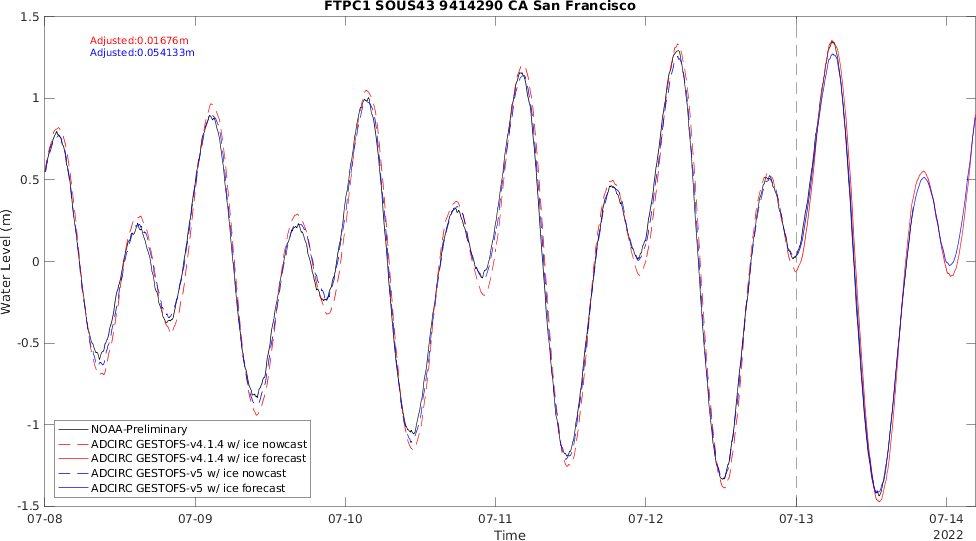 FTPC1 SOUS43 9414290 CA San Francisco
Adjusted:0.01676m
Adjusted:0.054133m
1.5
1
0.5
0
-0.5
-1
-1.5
Water Level (m)
NOAA-Preliminary
ADCIRC GESTOFS-v4.1.4 w/ ice nowcast
ADCIRC GESTOFS-v4.1.4 w/ ice forecast
ADCIRC GESTOFS-v5 w/ ice nowcast
ADCIRC GESTOFS-v5 w/ ice forecast
07-08 07-09 07-10 07-11 07-12 07-13 07-14
Time
2022